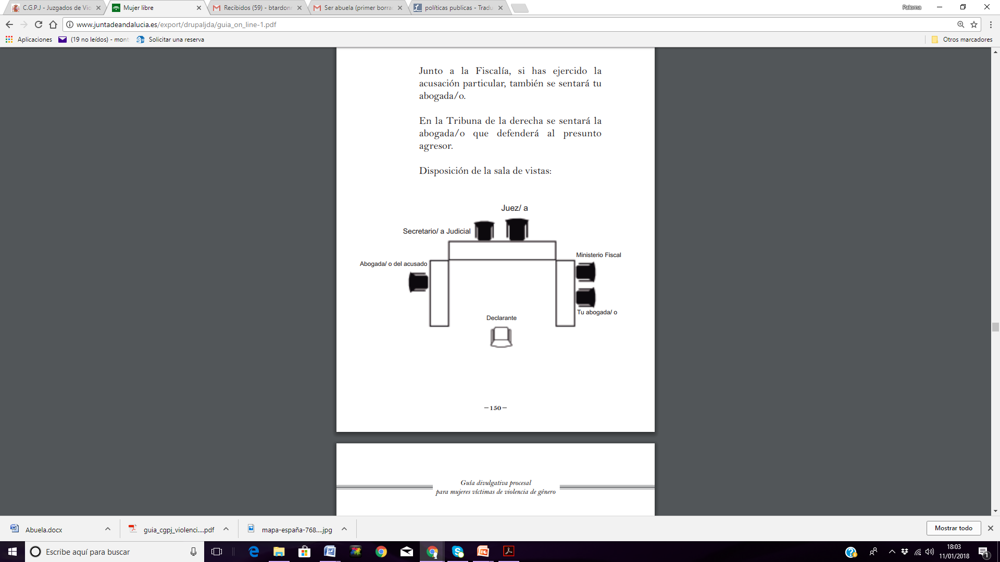 C.G.P.J - Juzgados de Vio
Mujer libre
Recibidos (59) - btardon
Ser abuela (primer borra
políticas publicas - Tradu
Paloma
www.juntadeandalucia.es/export/drupaljda/guia_on_line-1.pdf
Aplicaciones
(19 no leídos) - mont
Solicitar una reserva
Otros marcadores
Junto a la Fiscalía, si has ejercido la
acusación particular, también se sentará tu
abogada/o.
En la Tribuna de la derecha se sentará la
abogada/o que defenderá al presunto
agresor.
Disposición de la sala de vistas:
Juez/ a
Secretario/ a Judicial
Ministerio Fiscal
Abogada/ o del acusado
Tu abogada/ o
Declarante
–150–
Guía divulgativa procesal
para mujeres víctimas de violencia de género
Abuela.docx
guia_cgpj_violenci....pdf
mapa-españa-768....jpg
Mostrar todo
Escribe aquí para buscar
18:03
11/01/2018
1